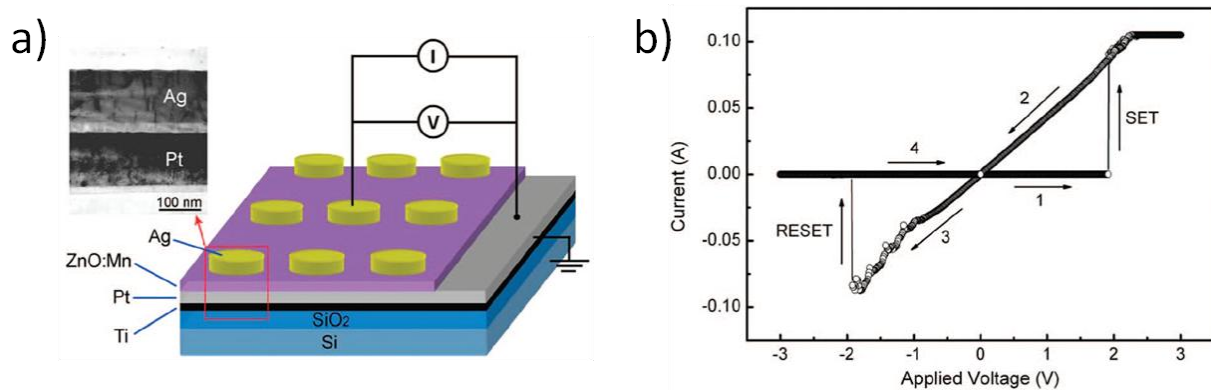 a)
Ag
Pt
100 nm
I
V
Ag
ZnO:Mn
Pt
Ti
SiO₂
Si
b)
Current (A)
0.10
0.05
0.00
-0.05
-0.10
2
SET
4
1
RESET
3
-3 -2 -1 0 1 2 3
Applied Voltage (V)